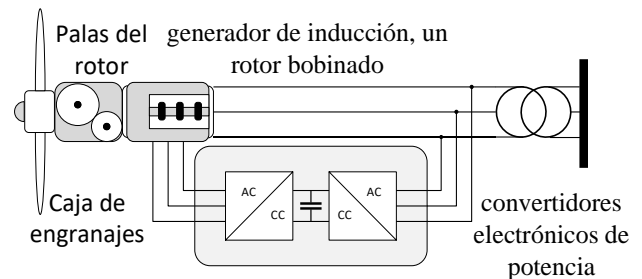 Palas del
rotor
generador de inducción, un
rotor bobinado
AC
CC
AC
CC
Caja de
engranajes
convertidores
electrónicos de
potencia